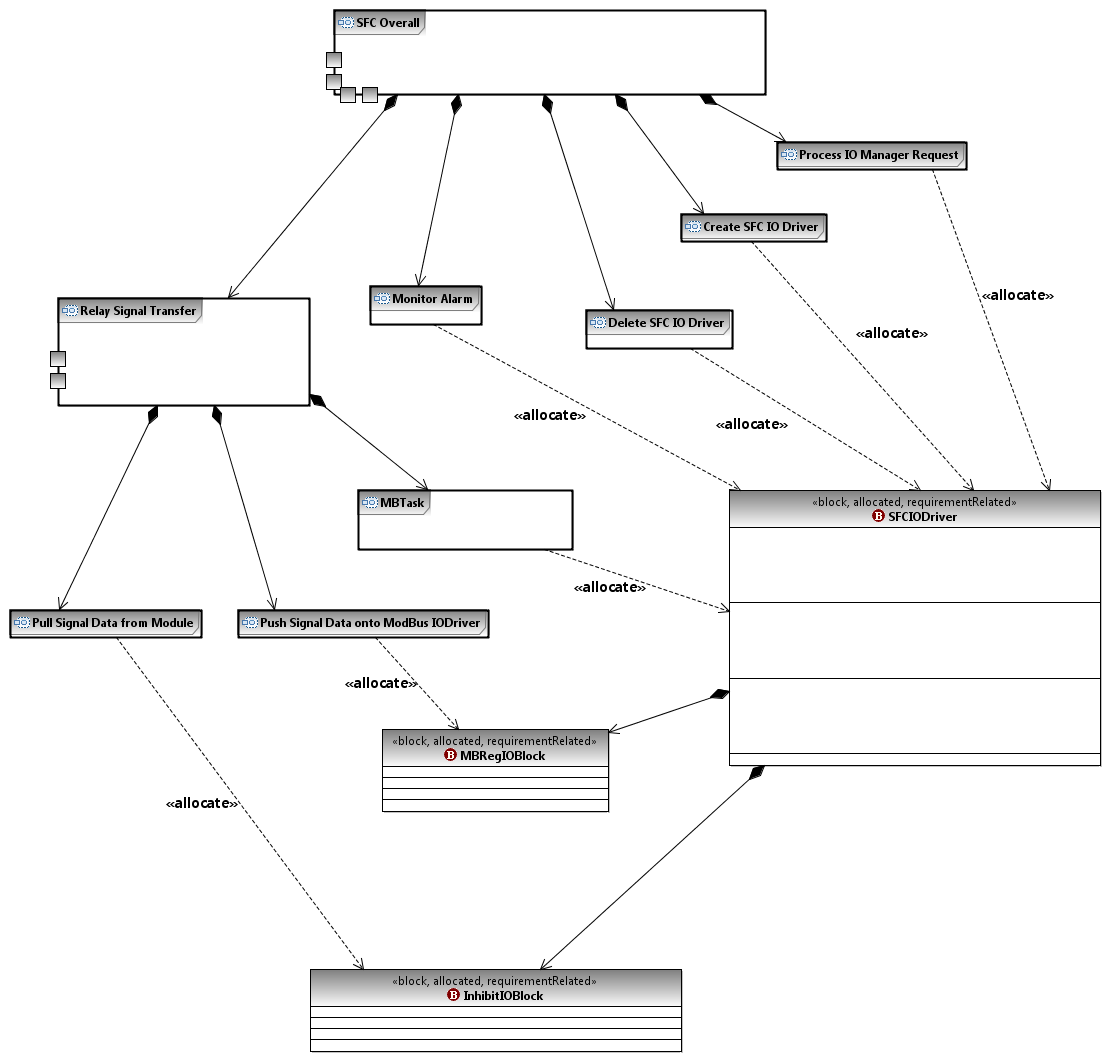 SFC Overall
Process IO Manager Request
Create SFC IO Driver
Monitor Alarm
«allocate»
Relay Signal Transfer
Delete SFC IO Driver
«allocate»
«allocate»
«allocate»
MBTask
«block, allocated, requirementRelated»
B SFCIODriver
«allocate»
Pull Signal Data from Module
Push Signal Data onto ModBus IODriver
«allocate»
«block, allocated, requirementRelated»
B MBRegIOBlock
«allocate»
«block, allocated, requirementRelated»
B InhibitIOBlock